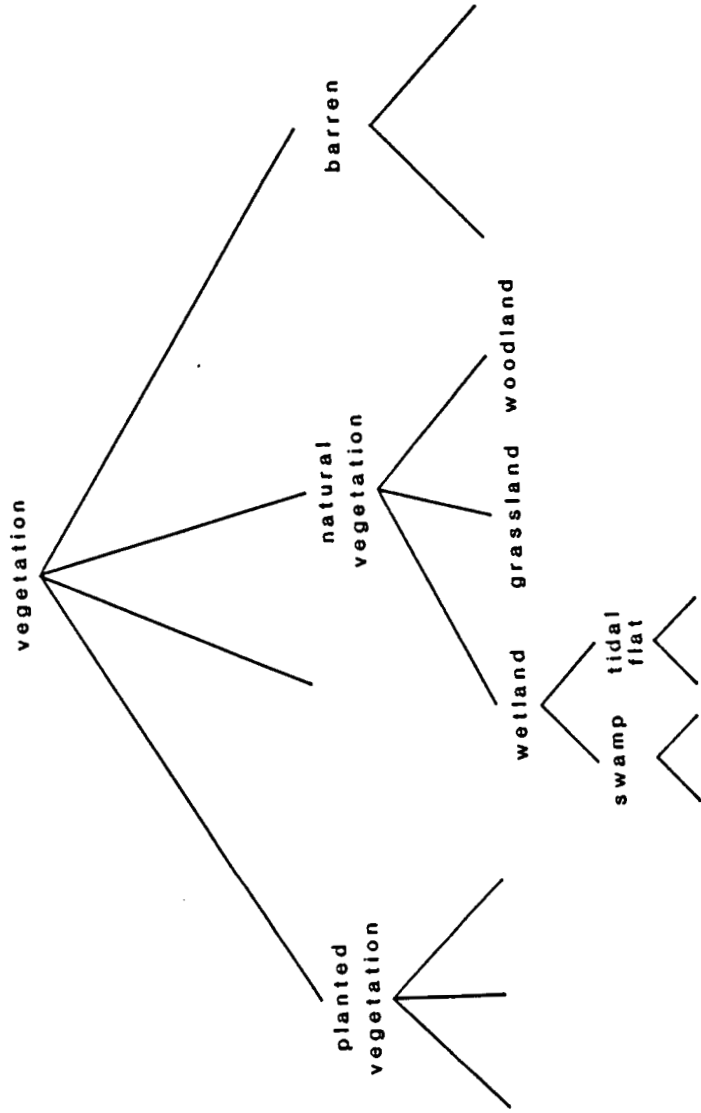 vegetation
planted
vegetation
natural
vegetation
barren
wetland
grassland
woodland
swamp
tidal
flat